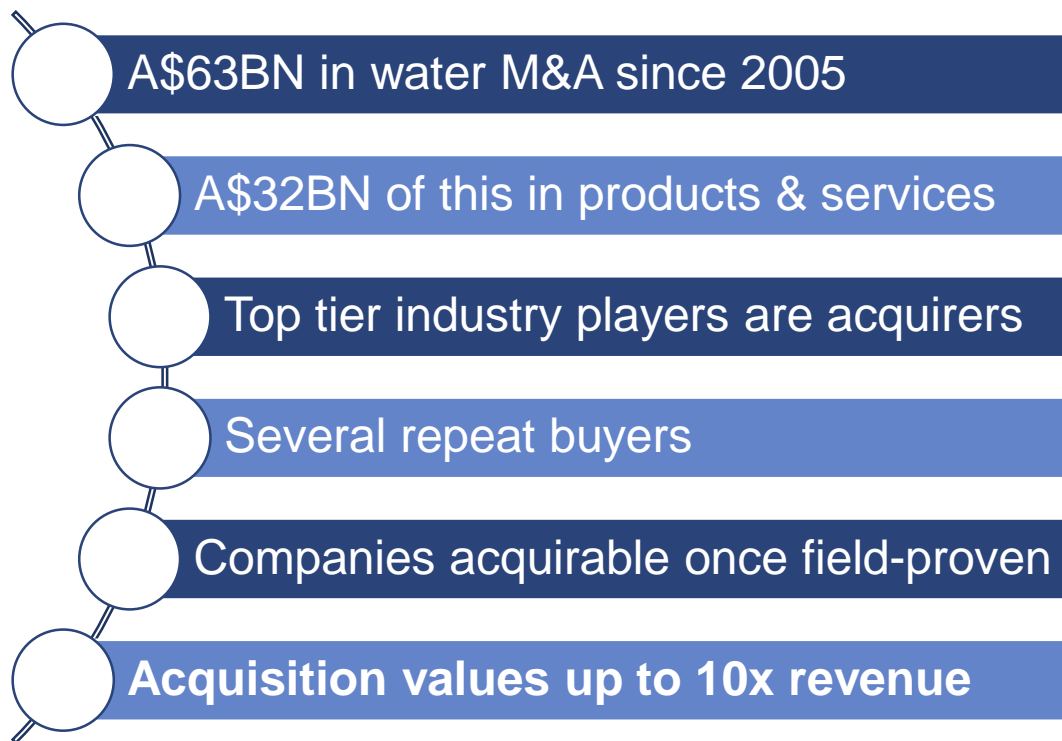 A$63BN in water M&A since 2005
A$32BN of this in products & services
Top tier industry players are acquirers
Several repeat buyers
Companies acquirable once field-proven
Acquisition values up to 10x revenue